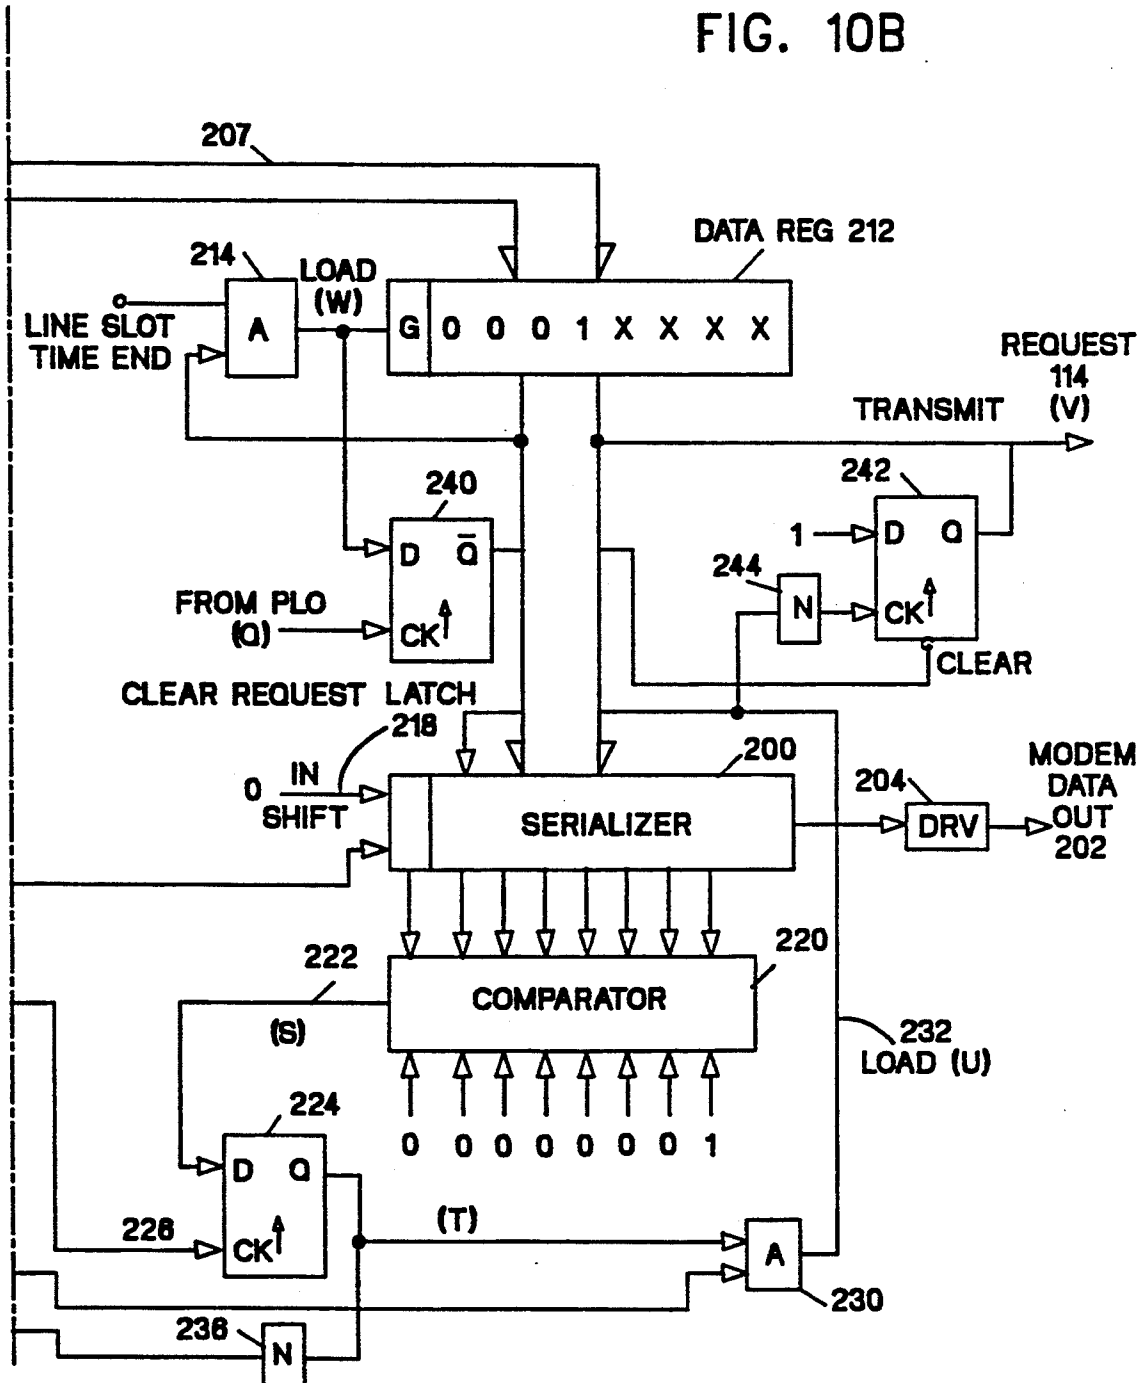 FIG. 10B
207
DATA REG 212
214
LOAD
(W)
LINE SLOT
TIME END
A
G 0 0 0 1 X X X X
REQUEST
114
(V)
TRANSMIT
240
D Q̅
CK
FROM PLO
(Q)
242
1
D Q
CK
244
N
CLEAR
CLEAR REQUEST LATCH
218
0 IN
SHIFT
200
SERIALIZER
204
DRV
MODEM
DATA
OUT
202
222
(S)
220
COMPARATOR
232
LOAD (U)
0 0 0 0 0 0 0 1
224
D Q
CK
226
(T)
A
230
236
N